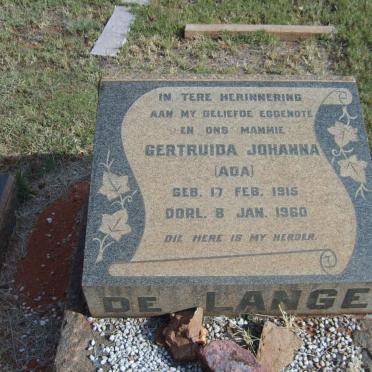 IN TERE HERINNERING
AAN MY GELIEFDE EGGENOTE
EN ONS MAMMIE
GERTRUIDA JOHANNA
(ADA)
GEB. 17 FEB. 1915
OORL. 8 JAN. 1960
DIE HERE IS MY HERDER.
DE LANGE